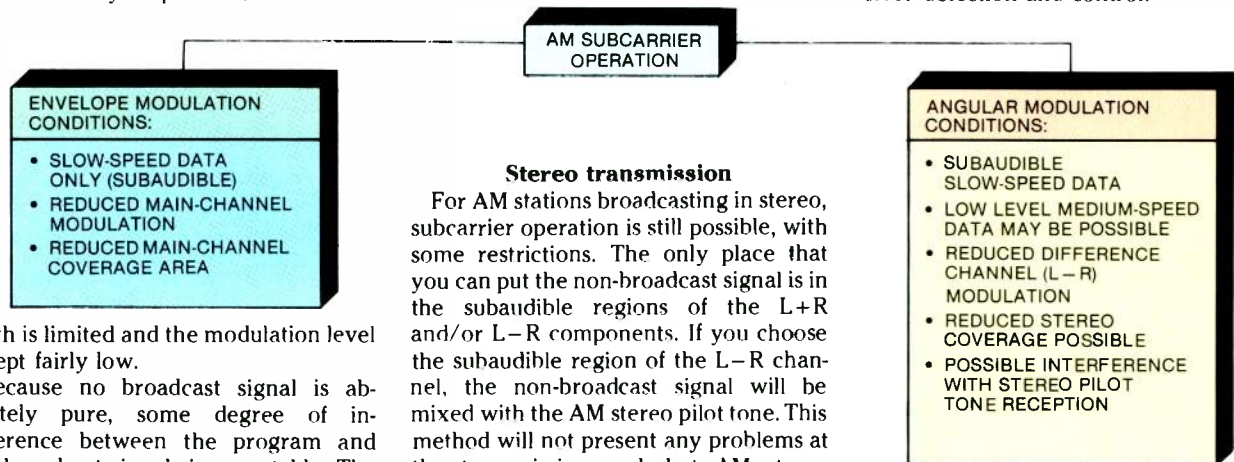 AM SUBCARRIER
OPERATION
ENVELOPE MODULATION
CONDITIONS:
• SLOW-SPEED DATA
ONLY (SUBAUDIBLE)
• REDUCED MAIN-CHANNEL
MODULATION
• REDUCED MAIN-CHANNEL
COVERAGE AREA
th is limited and the modulation level
ept fairly low.
ecause no broadcast signal is ab-
tely pure, some degree of in-
erence between the program and
Stereo transmission
For AM stations broadcasting in stereo,
subcarrier operation is still possible, with
some restrictions. The only place that
you can put the non-broadcast signal is in
the subaudible regions of the L+R
and/or L−R components. If you choose
the subaudible region of the L−R chan-
nel, the non-broadcast signal will be
mixed with the AM stereo pilot tone. This
method will not present any problems at
ANGULAR MODULATION
CONDITIONS:
• SUBAUDIBLE
SLOW-SPEED DATA
• LOW LEVEL MEDIUM-SPEED
DATA MAY BE POSSIBLE
• REDUCED DIFFERENCE
CHANNEL (L−R)
MODULATION
• REDUCED STEREO
COVERAGE POSSIBLE
• POSSIBLE INTERFERENCE
WITH STEREO PILOT
TONE RECEPTION